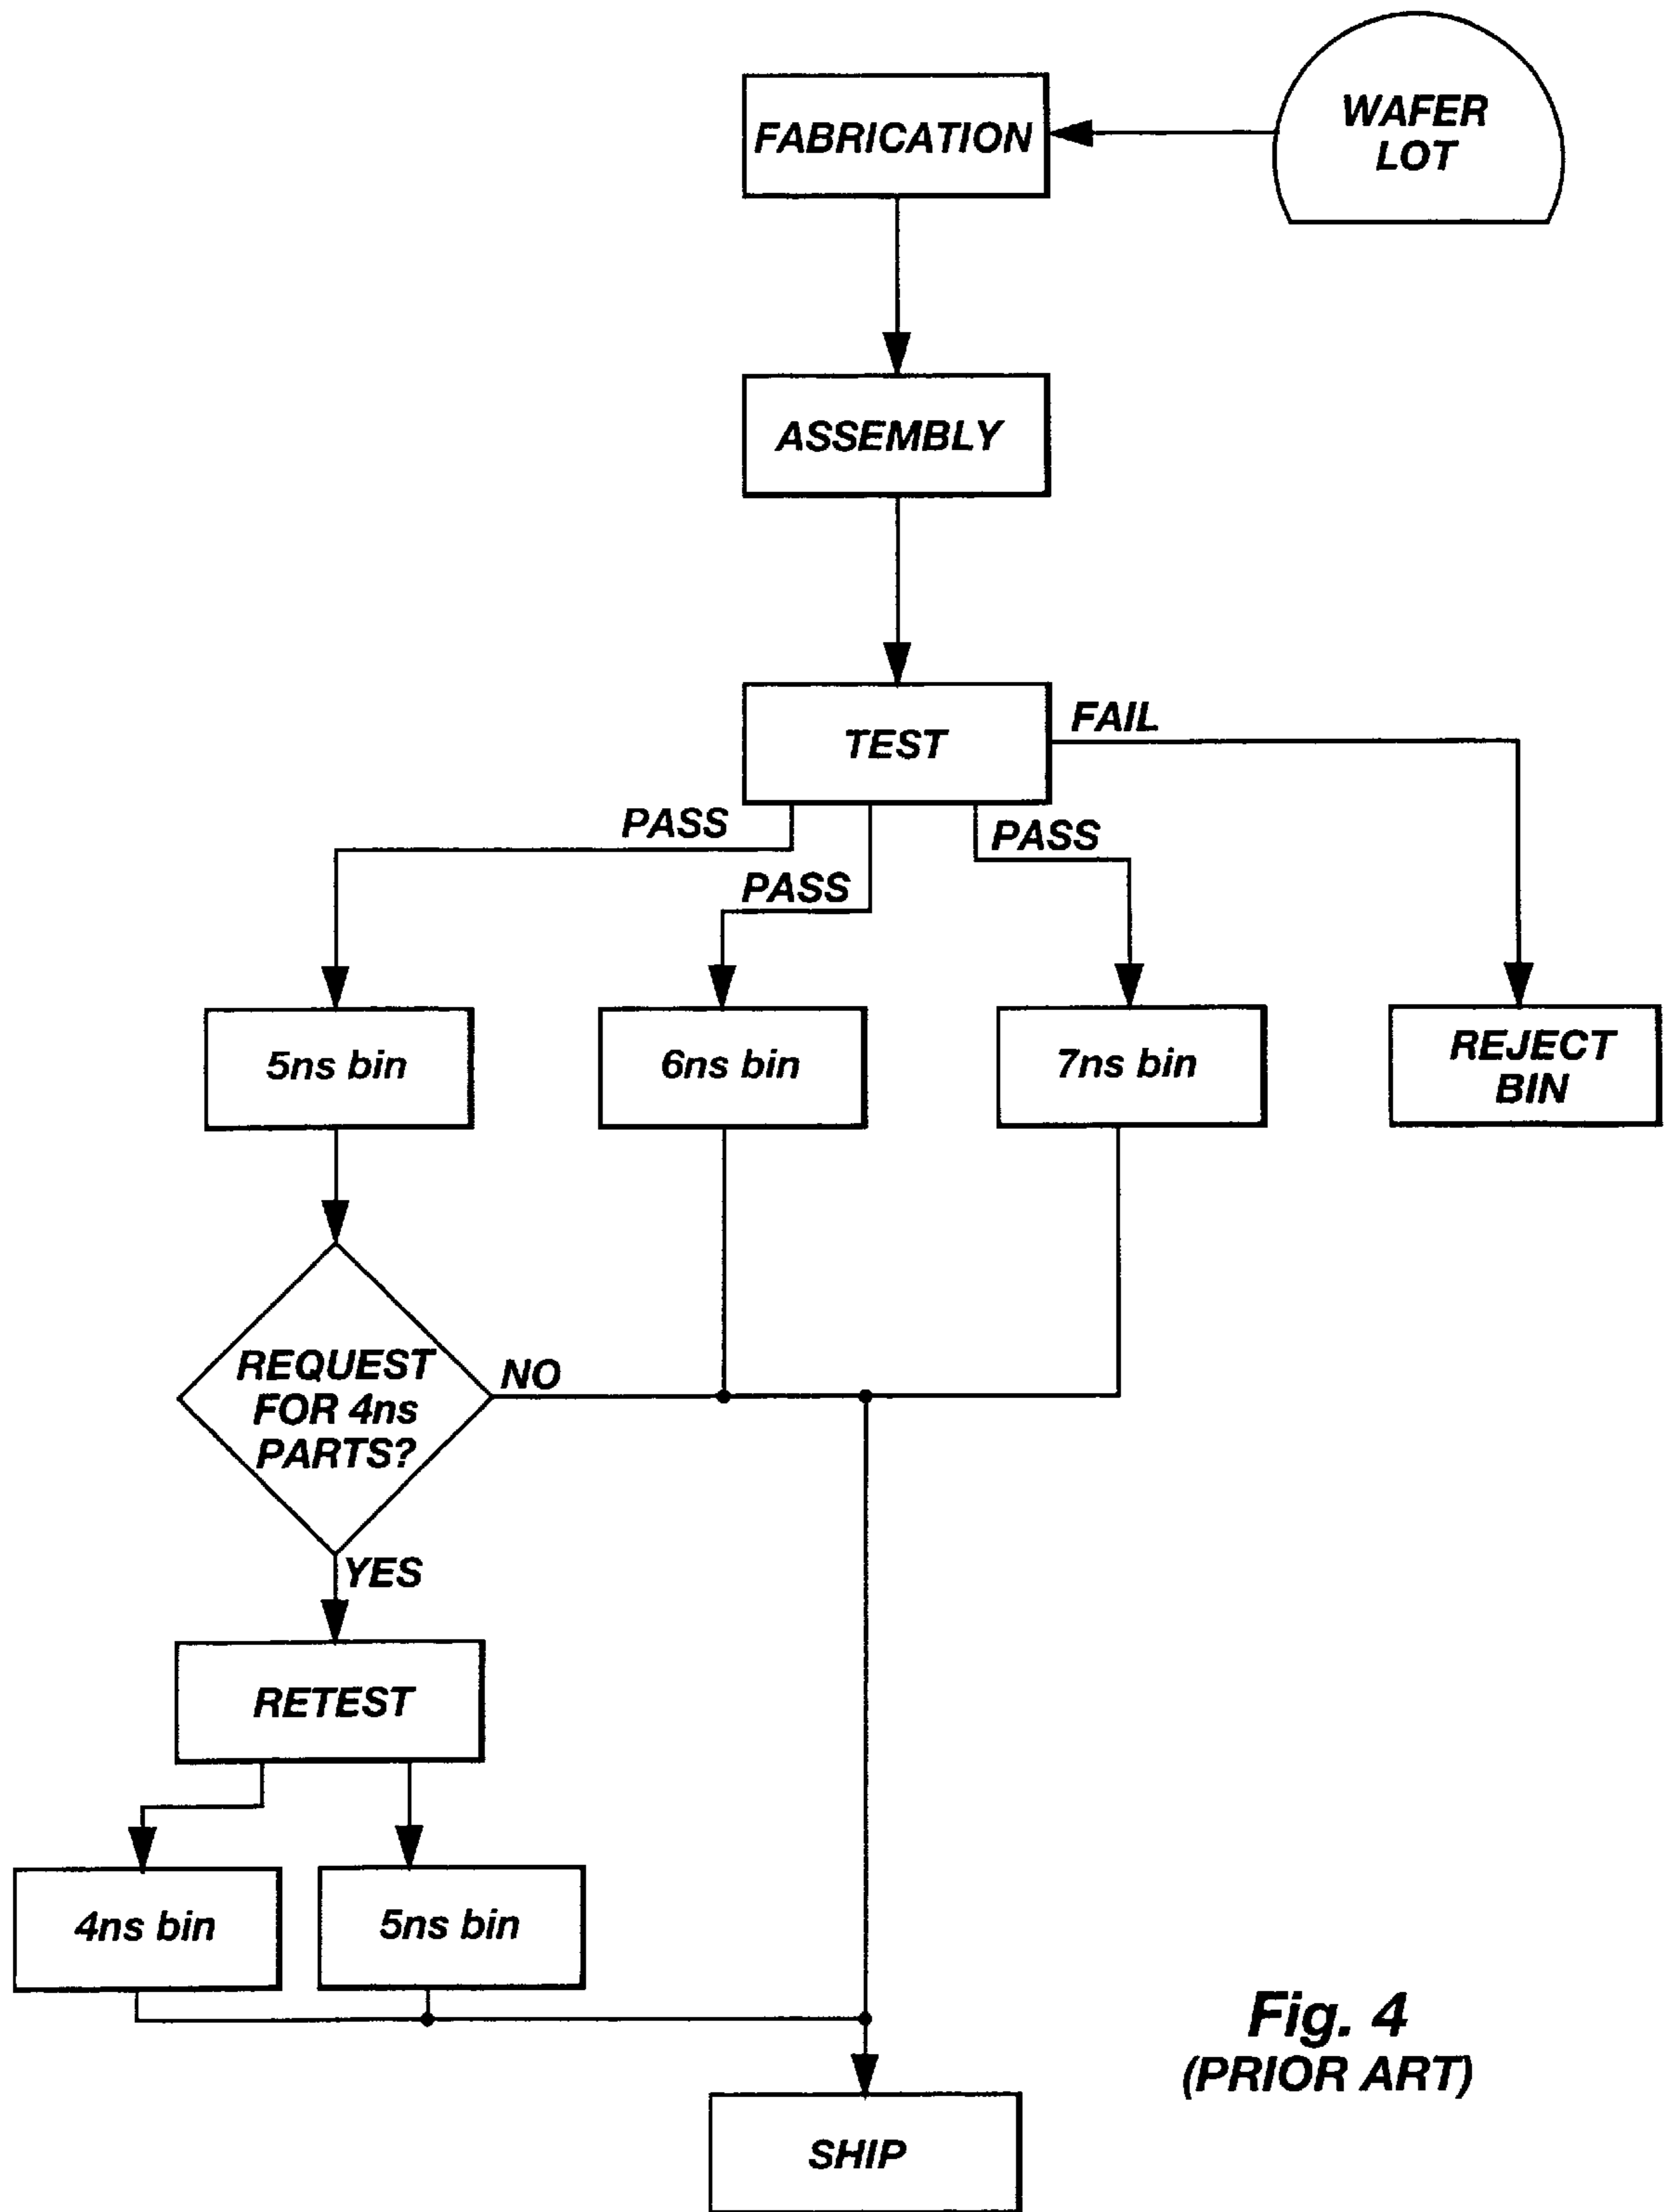 WAFER
LOT
FABRICATION
ASSEMBLY
TEST
FAIL
PASS
PASS
PASS
5ns bin
6ns bin
7ns bin
REJECT
BIN
REQUEST
FOR 4ns
PARTS?
NO
YES
RETEST
4ns bin
5ns bin
SHIP
Fig. 4
(PRIOR ART)